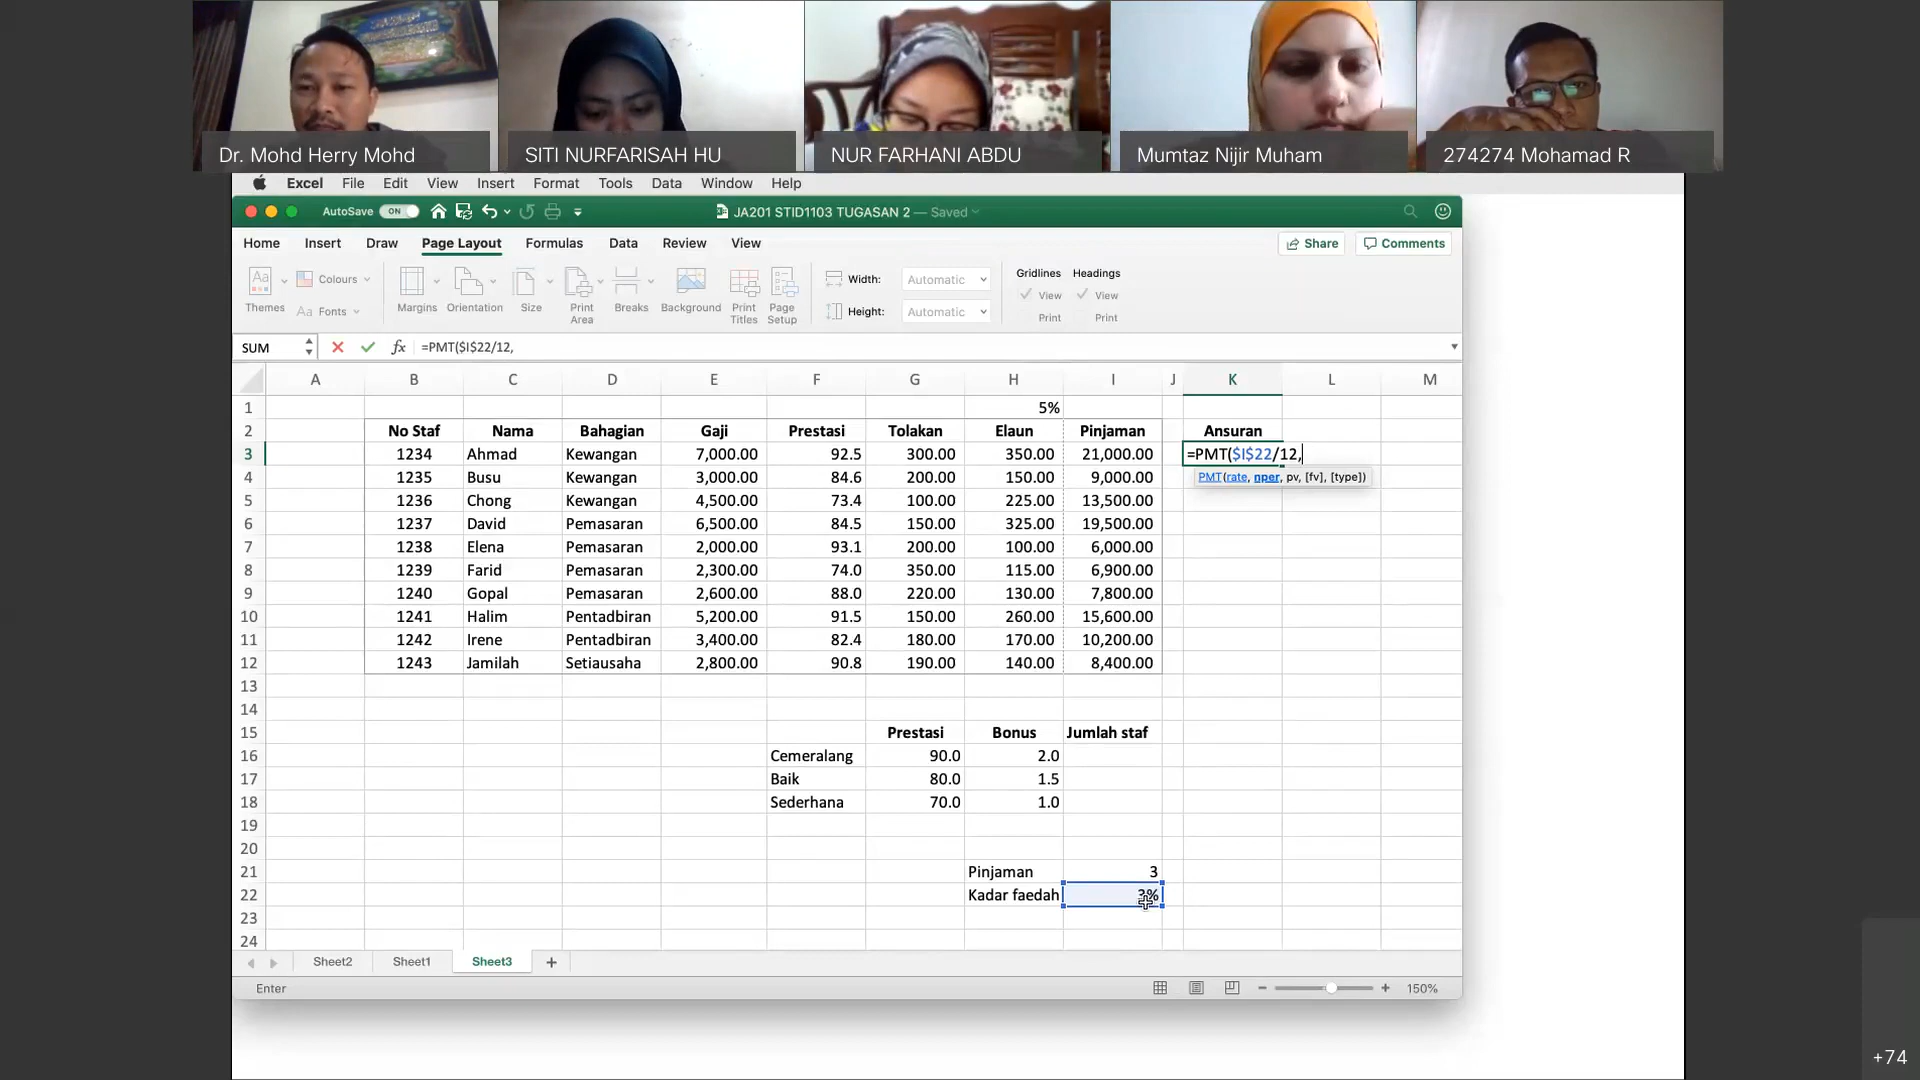 Dr. Mohd Herry Mohd
SITI NURFARISAH HU
NUR FARHANI ABDU
Mumtaz Nijir Muham
274274 Mohamad R
Excel File Edit View Insert Format Tools Data Window Help
AutoSave ON JA201 STID1103 TUGASAN 2 — Saved
Home Insert Draw Page Layout Formulas Data Review View Share Comments
Aa Colours Width: Automatic Gridlines Headings
View View
Themes Aa Fonts Margins Orientation Size Print Area Breaks Background Print Titles Page Setup Height: Automatic Print Print
SUM fx =PMT($I$22/12,
A B C D E F G H I J K L M
1 5%
2 No Staf Nama Bahagian Gaji Prestasi Tolakan Elaun Pinjaman Ansuran
3 1234 Ahmad Kewangan 7,000.00 92.5 300.00 350.00 21,000.00 =PMT($I$22/12,
4 1235 Busu Kewangan 3,000.00 84.6 200.00 150.00 9,000.00 PMT(rate, nper, pv, [fv], [type])
5 1236 Chong Kewangan 4,500.00 73.4 100.00 225.00 13,500.00
6 1237 David Pemasaran 6,500.00 84.5 150.00 325.00 19,500.00
7 1238 Elena Pemasaran 2,000.00 93.1 200.00 100.00 6,000.00
8 1239 Farid Pemasaran 2,300.00 74.0 350.00 115.00 6,900.00
9 1240 Gopal Pemasaran 2,600.00 88.0 220.00 130.00 7,800.00
10 1241 Halim Pentadbiran 5,200.00 91.5 150.00 260.00 15,600.00
11 1242 Irene Pentadbiran 3,400.00 82.4 180.00 170.00 10,200.00
12 1243 Jamilah Setiausaha 2,800.00 90.8 190.00 140.00 8,400.00
13
14
15 Prestasi Bonus Jumlah staf
16 Cemeralang 90.0 2.0
17 Baik 80.0 1.5
18 Sederhana 70.0 1.0
19
20
21 Pinjaman 3
22 Kadar faedah 3%
23
24
Sheet2 Sheet1 Sheet3
Enter 150%
+74